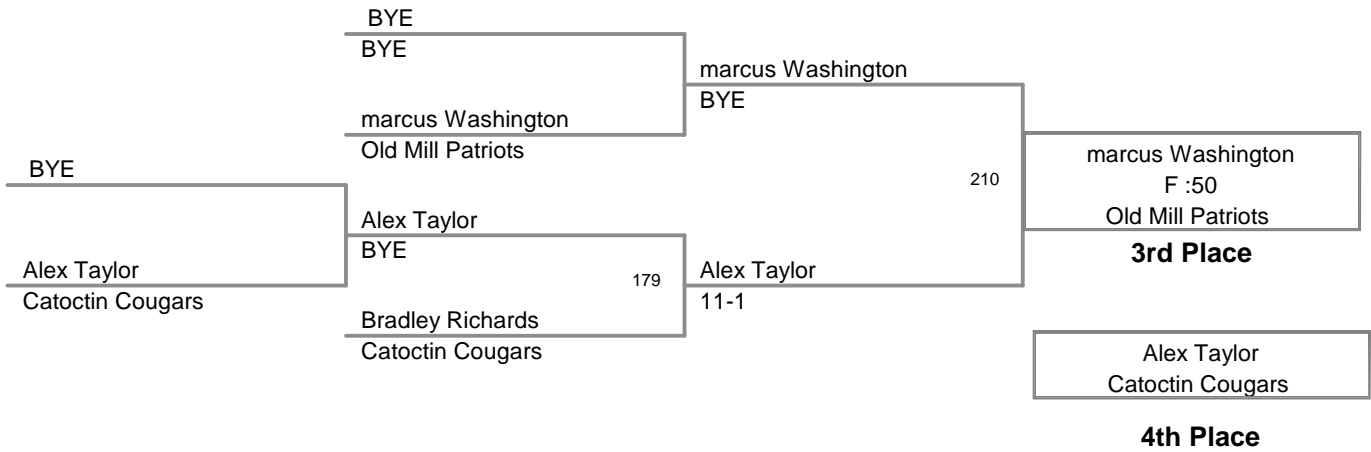 BYE
BYE
marcus Washington
BYE
marcus Washington
Old Mill Patriots
BYE
Alex Taylor
BYE
Alex Taylor
Catoctin Cougars
179
Alex Taylor
11-1
Bradley Richards
Catoctin Cougars
210
marcus Washington
F :50
Old Mill Patriots
3rd Place
Alex Taylor
Catoctin Cougars
4th Place